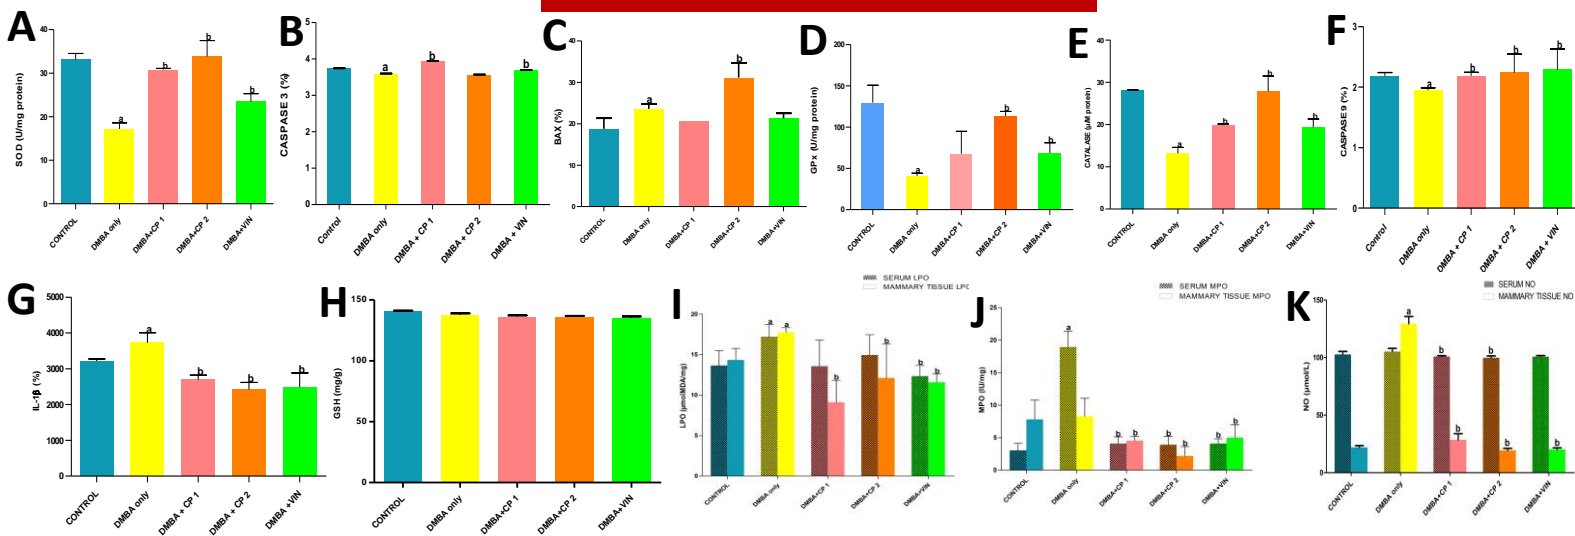 A
SOD (U/mg protein)
40
30
20
10
0
a
b
b
b
CONTROL
DMBA only
DMBA+CP 1
DMBA+CP 2
DMBA+VIN
B
CASPASE 3 (%)
5
4
3
2
1
0
a
b
b
Control
DMBA only
DMBA + CP 1
DMBA + CP 2
DMBA + VIN
C
BAX (%)
40
30
20
10
0
a
b
CONTROL
DMBA only
DMBA+CP 1
DMBA+CP 2
DMBA+VIN
D
GPx (U/mg protein)
200
150
100
50
0
a
b
b
CONTROL
DMBA only
DMBA+CP 1
DMBA+CP 2
DMBA+VIN
E
CATALASE (µM protein)
40
30
20
10
0
a
b
b
b
CONTROL
DMBA only
DMBA+CP 1
DMBA+CP 2
DMBA+VIN
F
CASPASE 9 (%)
3
2
1
0
a
b
b
b
Control
DMBA only
DMBA + CP 1
DMBA + CP 2
DMBA + VIN
G
IL-1β (%)
5000
4000
3000
2000
1000
0
a
b
b
b
CONTROL
DMBA only
DMBA + CP 1
DMBA + CP 2
DMBA +VIN
H
GSH (mg/g)
150
100
50
0
CONTROL
DMBA only
DMBA+CP 1
DMBA+CP 2
DMBA+VIN
I
SERUM LPO
MAMMARY TISSUE LPO
LPO (µmolMDA/mg)
20
15
10
5
0
a
a
b
b
b
b
CONTROL
DMBA only
DMBA+CP 1
DMBA+CP 2
DMBA+VIN
J
SERUM MPO
MAMMARY TISSUE MPO
MPO (IU/mg)
25
20
15
10
5
0
a
b
b
b
b
b
b
CONTROL
DMBA only
DMBA+CP 1
DMBA+CP 2
DMBA+VIN
K
SERUM NO
MAMMARY TISSUE NO
NO (µmol/L)
150
100
50
0
a
b
b
b
b
b
CONTROL
DMBA only
DMBA+CP 1
DMBA+CP 2
DMBA+VIN